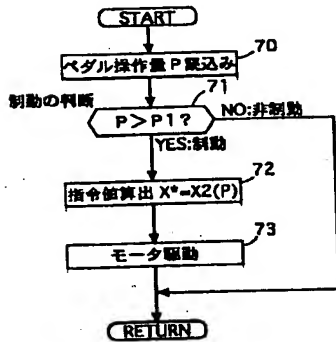 START
70
ペダル操作量P読込み
制動の判断
71
P>P1?
NO:非制動
YES:制動
72
指令値算出 X*=X2(P)
73
モータ駆動
RETURN